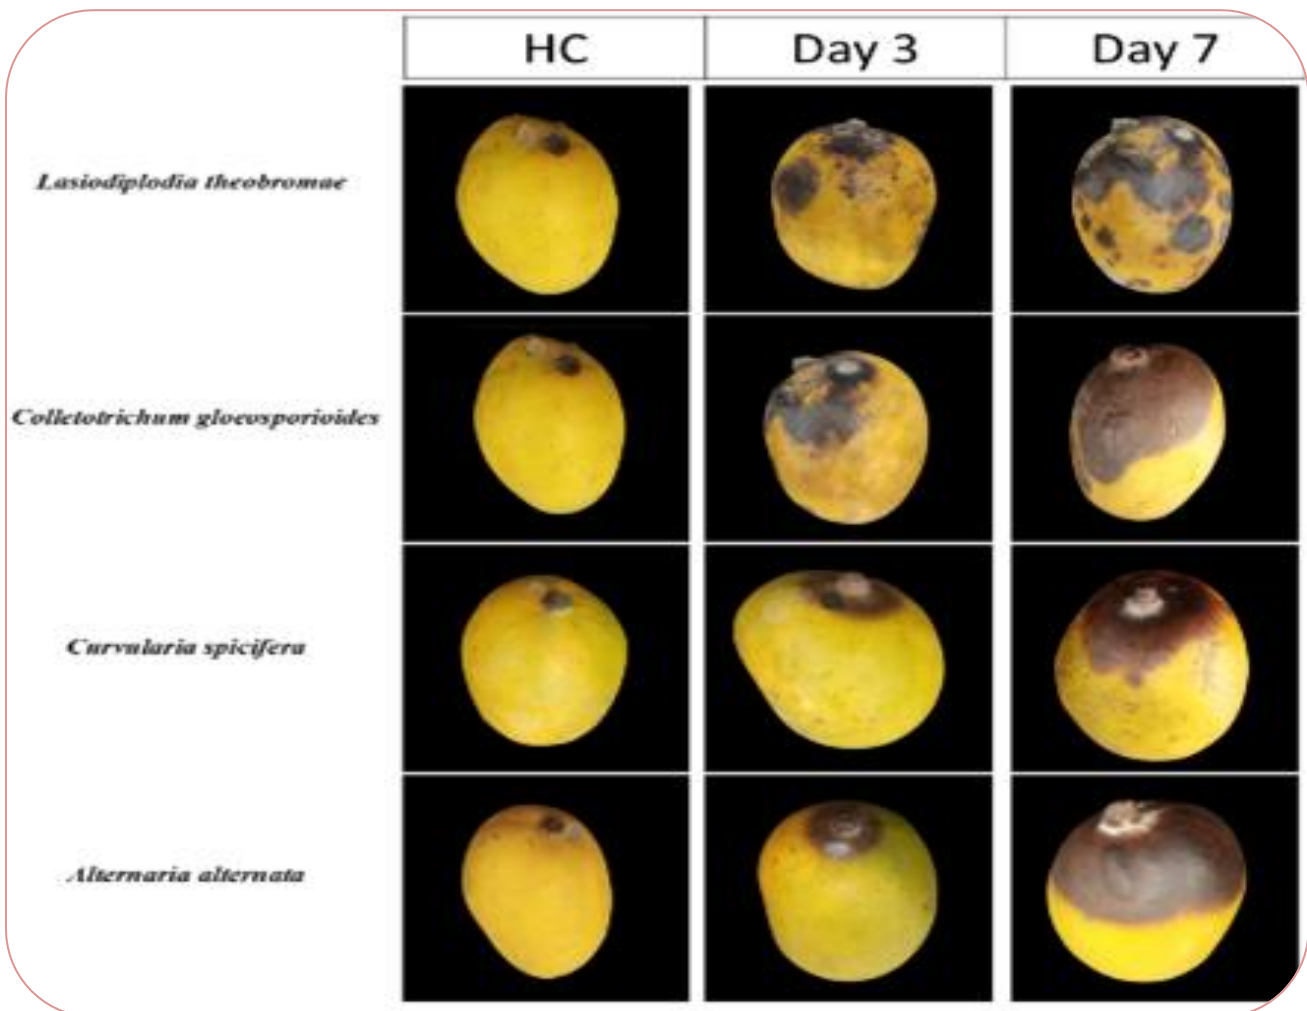 HC Day 3 Day 7
Lasiodiplodia theobromae
Colletotrichum gloeosporioides
Curvularia spicifera
Alternaria alternata